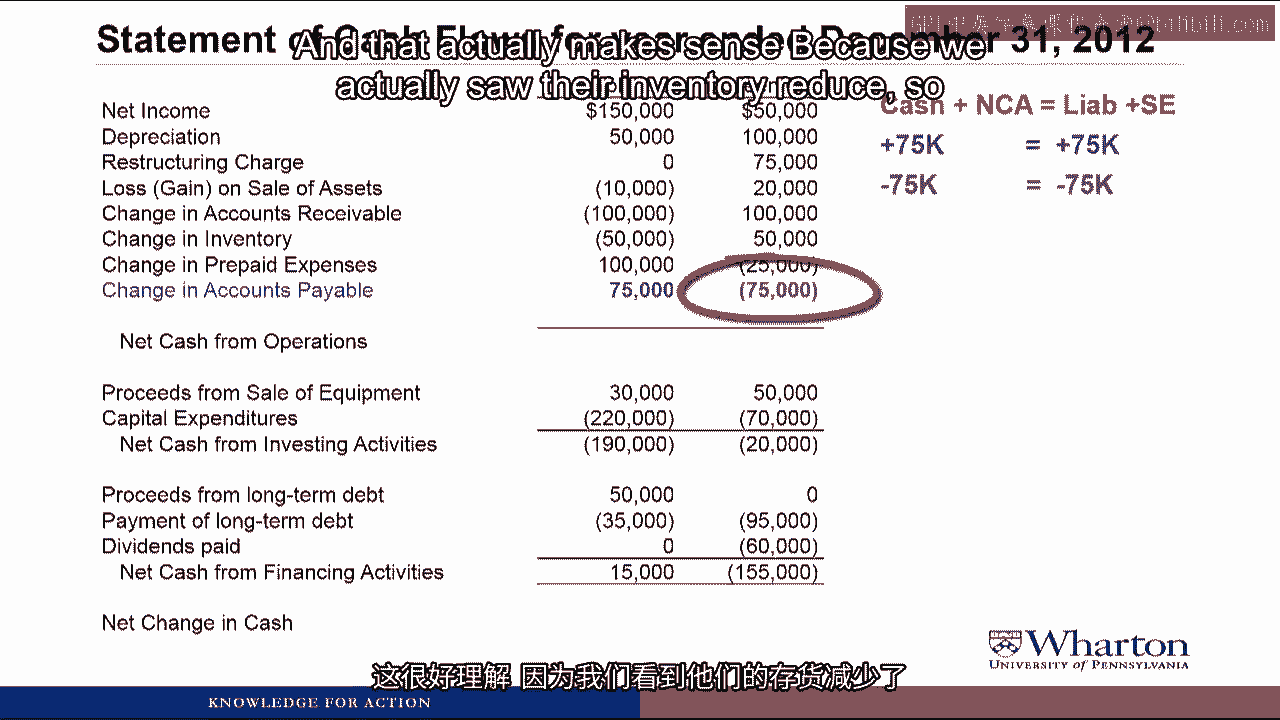 Statement of Cash Flows for year ended December 31, 2012
And that actually makes sense Because we
actually saw their inventory reduce, so
Net Income $150,000 $50,000
Cash + NCA = Liab +SE
Depreciation 50,000 100,000
+75K = +75K
Restructuring Charge 0 75,000
Loss (Gain) on Sale of Assets (10,000) 20,000
-75K = -75K
Change in Accounts Receivable (100,000) 100,000
Change in Inventory (50,000) 50,000
Change in Prepaid Expenses 100,000 (25,000)
Change in Accounts Payable 75,000 (75,000)
Net Cash from Operations
Proceeds from Sale of Equipment 30,000 50,000
Capital Expenditures (220,000) (70,000)
Net Cash from Investing Activities (190,000) (20,000)
Proceeds from long-term debt 50,000 0
Payment of long-term debt (35,000) (95,000)
Dividends paid 0 (60,000)
Net Cash from Financing Activities 15,000 (155,000)
Net Change in Cash
Wharton
UNIVERSITY of PENNSYLVANIA
这很好理解 因为我们看到他们的存货减少了
KNOWLEDGE FOR ACTION